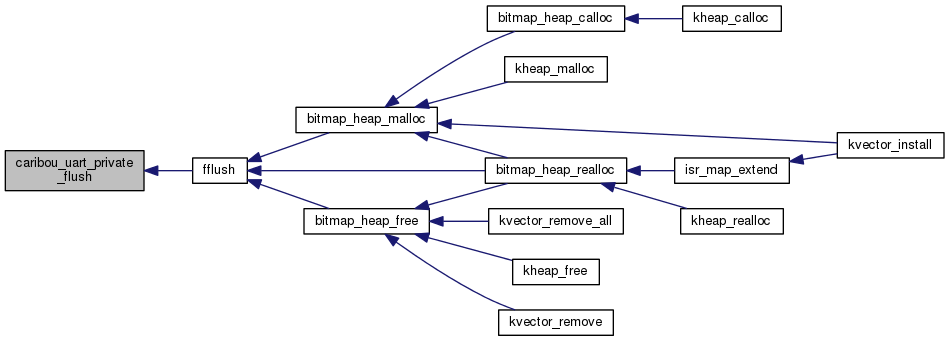 bitmap_heap_calloc
kheap_calloc
kheap_malloc
bitmap_heap_malloc
kvector_install
caribou_uart_private
_flush
fflush
bitmap_heap_realloc
isr_map_extend
bitmap_heap_free
kvector_remove_all
kheap_realloc
kheap_free
kvector_remove